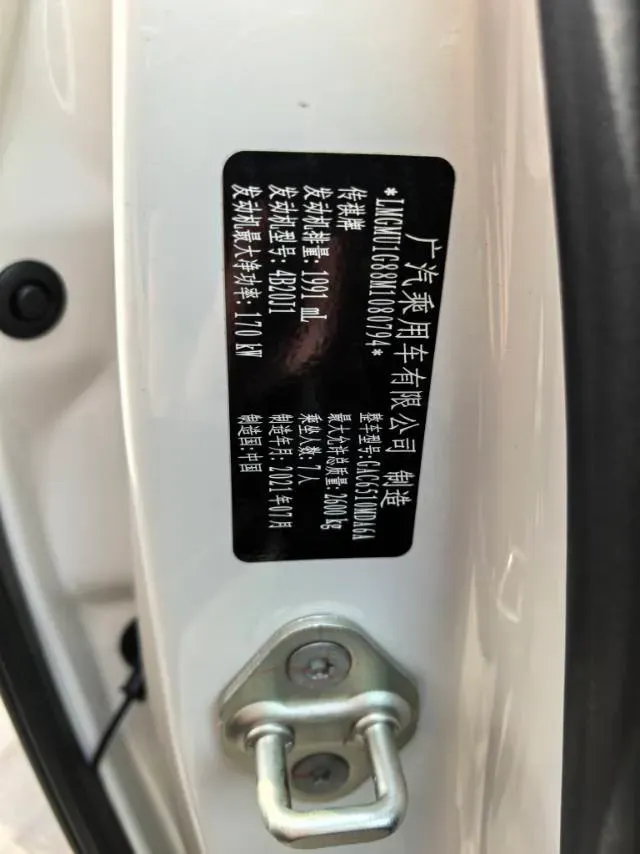 广汽乘用车有限公司 制造
*LMGMU1G88M1080794*
传祺牌 整车型号:GAC6510MDA6A
发动机排量:1991 mL 最大允许总质量:2600 kg
发动机型号:4B20J1 乘坐人数:7人
发动机最大净功率:170 kW 制造年月:2021年07月
制造国:中国